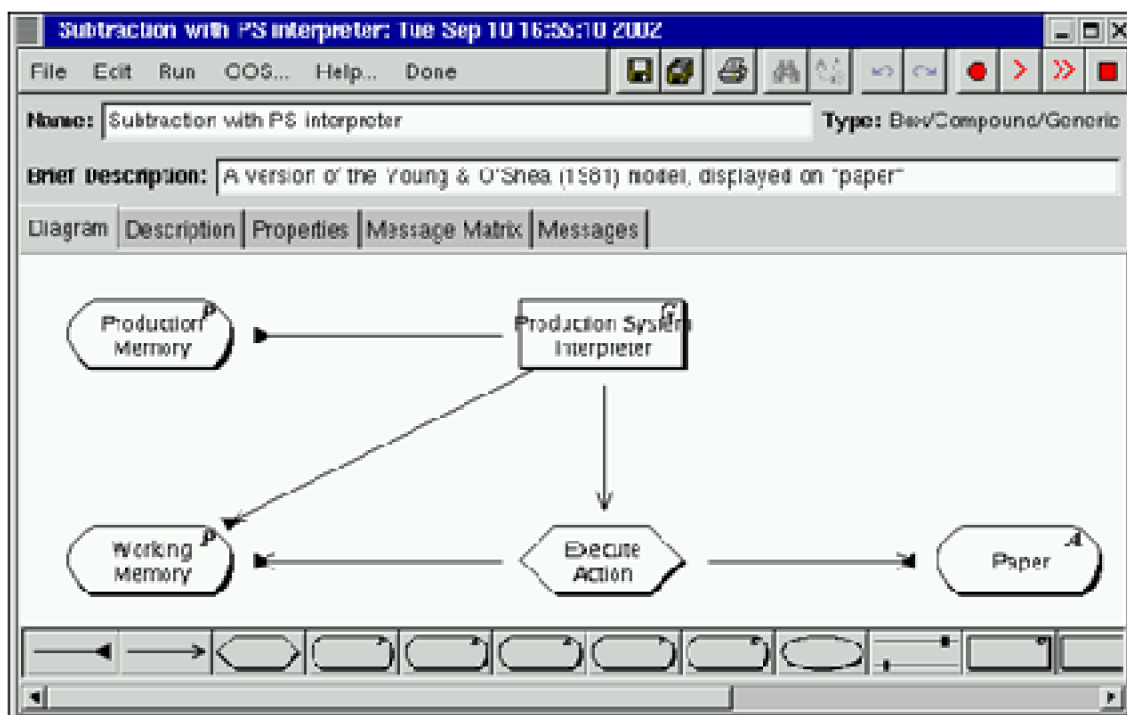 Subtraction with PS interpreter: Tue Sep 10 16:55:10 2002
File Edit Run COS... Help... Done
Name: Subtraction with PS interpreter Type: Box/Compound/Generic
Brief Description: A version of the Young & O'Shea (1981) model, displayed on "paper"
Diagram Description Properties Message Matrix Messages
P
Production
Memory
G
Production System
Interpreter
P
Working
Memory
Execute
Action
A
Paper